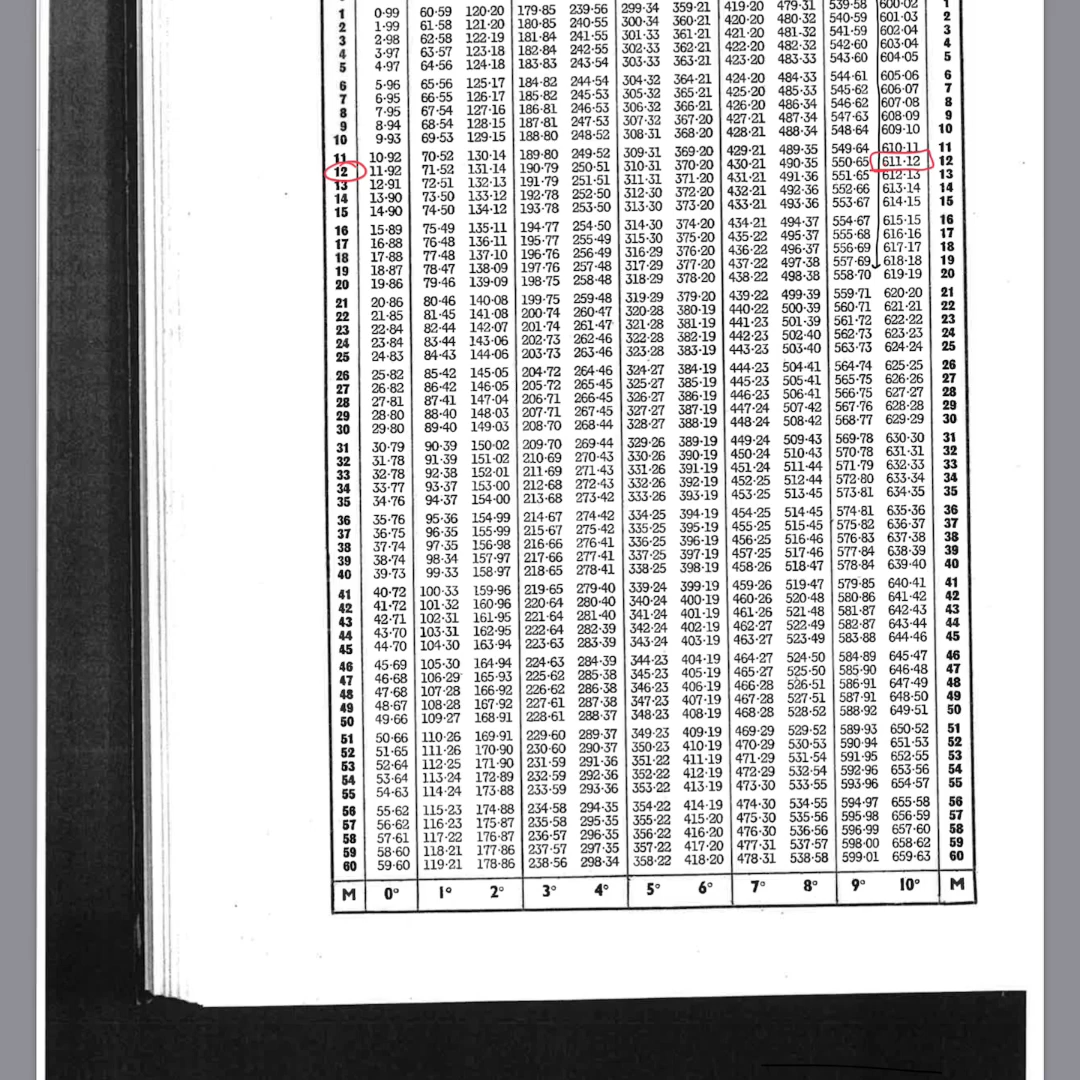 1 0·99 60·59 120·20 179·85 239·56 299·34 359·21 419·20 479·31 539·58 600·02 1
2 1·99 61·58 121·20 180·85 240·55 300·34 360·21 420·20 480·32 540·59 601·03 2
3 2·98 62·58 122·19 181·84 241·55 301·33 361·21 421·20 481·32 541·59 602·04 3
4 3·97 63·57 123·18 182·84 242·55 302·33 362·21 422·20 482·32 542·60 603·04 4
5 4·97 64·56 124·18 183·83 243·54 303·33 363·21 423·20 483·33 543·60 604·05 5
6 5·96 65·56 125·17 184·82 244·54 304·32 364·21 424·20 484·33 544·61 605·06 6
7 6·95 66·55 126·17 185·82 245·53 305·32 365·21 425·20 485·33 545·62 606·07 7
8 7·95 67·54 127·16 186·81 246·53 306·32 366·21 426·20 486·34 546·62 607·08 8
9 8·94 68·54 128·15 187·81 247·53 307·32 367·20 427·21 487·34 547·63 608·09 9
10 9·93 69·53 129·15 188·80 248·52 308·31 368·20 428·21 488·34 548·64 609·10 10
11 10·92 70·52 130·14 189·80 249·52 309·31 369·20 429·21 489·35 549·64 610·11 11
12 11·92 71·52 131·14 190·79 250·51 310·31 370·20 430·21 490·35 550·65 611·12 12
13 12·91 72·51 132·13 191·79 251·51 311·31 371·20 431·21 491·36 551·65 612·13 13
14 13·90 73·50 133·12 192·78 252·50 312·30 372·20 432·21 492·36 552·66 613·14 14
15 14·90 74·50 134·12 193·78 253·50 313·30 373·20 433·21 493·36 553·67 614·15 15
16 15·89 75·49 135·11 194·77 254·50 314·30 374·20 434·21 494·37 554·67 615·15 16
17 16·88 76·48 136·11 195·77 255·49 315·30 375·20 435·22 495·37 555·68 616·16 17
18 17·88 77·48 137·10 196·76 256·49 316·29 376·20 436·22 496·37 556·69 617·17 18
19 18·87 78·47 138·09 197·76 257·48 317·29 377·20 437·22 497·38 557·69 618·18 19
20 19·86 79·46 139·09 198·75 258·48 318·29 378·20 438·22 498·38 558·70 619·19 20
21 20·86 80·46 140·08 199·75 259·48 319·29 379·20 439·22 499·39 559·71 620·20 21
22 21·85 81·45 141·08 200·74 260·47 320·28 380·19 440·22 500·39 560·71 621·21 22
23 22·84 82·44 142·07 201·74 261·47 321·28 381·19 441·23 501·39 561·72 622·22 23
24 23·84 83·44 143·06 202·73 262·46 322·28 382·19 442·23 502·40 562·73 623·23 24
25 24·83 84·43 144·06 203·73 263·46 323·28 383·19 443·23 503·40 563·73 624·24 25
26 25·82 85·42 145·05 204·72 264·46 324·27 384·19 444·23 504·41 564·74 625·25 26
27 26·82 86·42 146·05 205·72 265·45 325·27 385·19 445·23 505·41 565·75 626·26 27
28 27·81 87·41 147·04 206·71 266·45 326·27 386·19 446·23 506·41 566·75 627·27 28
29 28·80 88·40 148·03 207·71 267·45 327·27 387·19 447·24 507·42 567·76 628·28 29
30 29·80 89·40 149·03 208·70 268·44 328·27 388·19 448·24 508·42 568·77 629·29 30
31 30·79 90·39 150·02 209·70 269·44 329·26 389·19 449·24 509·43 569·78 630·30 31
32 31·78 91·39 151·02 210·69 270·43 330·26 390·19 450·24 510·43 570·78 631·31 32
33 32·78 92·38 152·01 211·69 271·43 331·26 391·19 451·24 511·44 571·79 632·33 33
34 33·77 93·37 153·00 212·68 272·43 332·26 392·19 452·25 512·44 572·80 633·34 34
35 34·76 94·37 154·00 213·68 273·42 333·26 393·19 453·25 513·45 573·81 634·35 35
36 35·76 95·36 154·99 214·67 274·42 334·25 394·19 454·25 514·45 574·81 635·36 36
37 36·75 96·35 155·99 215·67 275·42 335·25 395·19 455·25 515·45 575·82 636·37 37
38 37·74 97·35 156·98 216·66 276·41 336·25 396·19 456·25 516·46 576·83 637·38 38
39 38·74 98·34 157·97 217·66 277·41 337·25 397·19 457·25 517·46 577·84 638·39 39
40 39·73 99·33 158·97 218·65 278·41 338·25 398·19 458·26 518·47 578·84 639·40 40
41 40·72 100·33 159·96 219·65 279·40 339·24 399·19 459·26 519·47 579·85 640·41 41
42 41·72 101·32 160·96 220·64 280·40 340·24 400·19 460·26 520·48 580·86 641·42 42
43 42·71 102·31 161·95 221·64 281·40 341·24 401·19 461·26 521·48 581·87 642·43 43
44 43·70 103·31 162·95 222·64 282·39 342·24 402·19 462·27 522·49 582·87 643·44 44
45 44·70 104·30 163·94 223·63 283·39 343·24 403·19 463·27 523·49 583·88 644·46 45
46 45·69 105·30 164·94 224·63 284·39 344·23 404·19 464·27 524·50 584·89 645·47 46
47 46·68 106·29 165·93 225·62 285·38 345·23 405·19 465·27 525·50 585·90 646·48 47
48 47·68 107·28 166·92 226·62 286·38 346·23 406·19 466·28 526·51 586·91 647·49 48
49 48·67 108·28 167·92 227·61 287·38 347·23 407·19 467·28 527·51 587·91 648·50 49
50 49·66 109·27 168·91 228·61 288·37 348·23 408·19 468·28 528·52 588·92 649·51 50
51 50·66 110·26 169·91 229·60 289·37 349·23 409·19 469·29 529·52 589·93 650·52 51
52 51·65 111·26 170·90 230·60 290·37 350·23 410·19 470·29 530·53 590·94 651·53 52
53 52·64 112·25 171·90 231·59 291·36 351·22 411·19 471·29 531·54 591·95 652·55 53
54 53·64 113·24 172·89 232·59 292·36 352·22 412·19 472·29 532·54 592·96 653·56 54
55 54·63 114·24 173·88 233·59 293·36 353·22 413·19 473·30 533·55 593·96 654·57 55
56 55·62 115·23 174·88 234·58 294·35 354·22 414·19 474·30 534·55 594·97 655·58 56
57 56·62 116·23 175·87 235·58 295·35 355·22 415·20 475·30 535·56 595·98 656·59 57
58 57·61 117·22 176·87 236·57 296·35 356·22 416·20 476·30 536·56 596·99 657·60 58
59 58·60 118·21 177·86 237·57 297·35 357·22 417·20 477·31 537·57 598·00 658·62 59
60 59·60 119·21 178·86 238·56 298·34 358·22 418·20 478·31 538·58 599·01 659·63 60
M 0° 1° 2° 3° 4° 5° 6° 7° 8° 9° 10° M